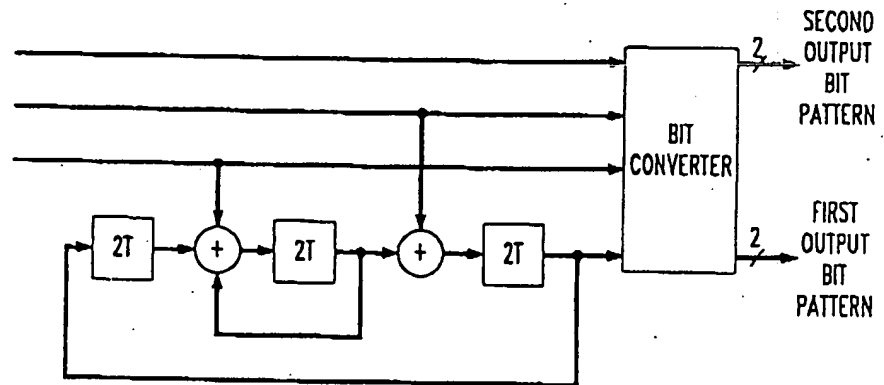 SECOND
OUTPUT
BIT
PATTERN
2
BIT
CONVERTER
FIRST
OUTPUT
BIT
PATTERN
2
2T
+
2T
+
2T